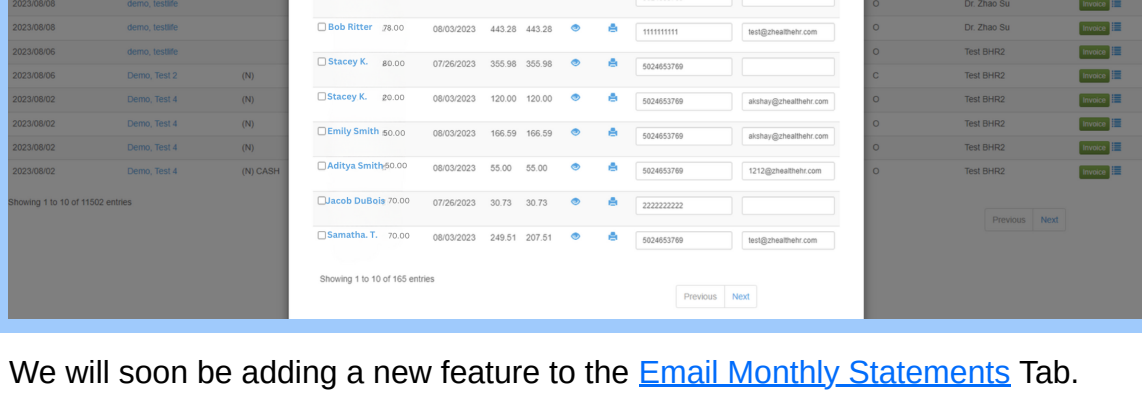 2023/08/08 demo, testlife O Dr. Zhao Su Invoice
2023/08/08 demo, testlife Bob Ritter 78.00 08/03/2023 443.28 443.28 1111111111 test@zhealthehr.com O Dr. Zhao Su Invoice
2023/08/06 demo, testlife Stacey K. 80.00 07/26/2023 355.98 355.98 5024653769 O Test BHR2 Invoice
2023/08/06 Demo, Test 2 (N) C Test BHR2 Invoice
2023/08/02 Demo, Test 4 (N) Stacey K. 20.00 08/03/2023 120.00 120.00 5024653769 akshay@zhealthehr.com O Test BHR2 Invoice
2023/08/02 Demo, Test 4 (N) Emily Smith 50.00 08/03/2023 166.59 166.59 5024653769 akshay@zhealthehr.com O Test BHR2 Invoice
2023/08/02 Demo, Test 4 (N) O Test BHR2 Invoice
2023/08/02 Demo, Test 4 (N) CASH Aditya Smith 50.00 08/03/2023 55.00 55.00 5024653769 1212@zhealthehr.com O Test BHR2 Invoice
Showing 1 to 10 of 11502 entries Jacob DuBois 70.00 07/26/2023 30.73 30.73 2222222222
Previous Next
Samatha. T. 70.00 08/03/2023 249.51 207.51 5024653769 test@zhealthehr.com
Showing 1 to 10 of 165 entries
Previous Next
We will soon be adding a new feature to the Email Monthly Statements Tab.